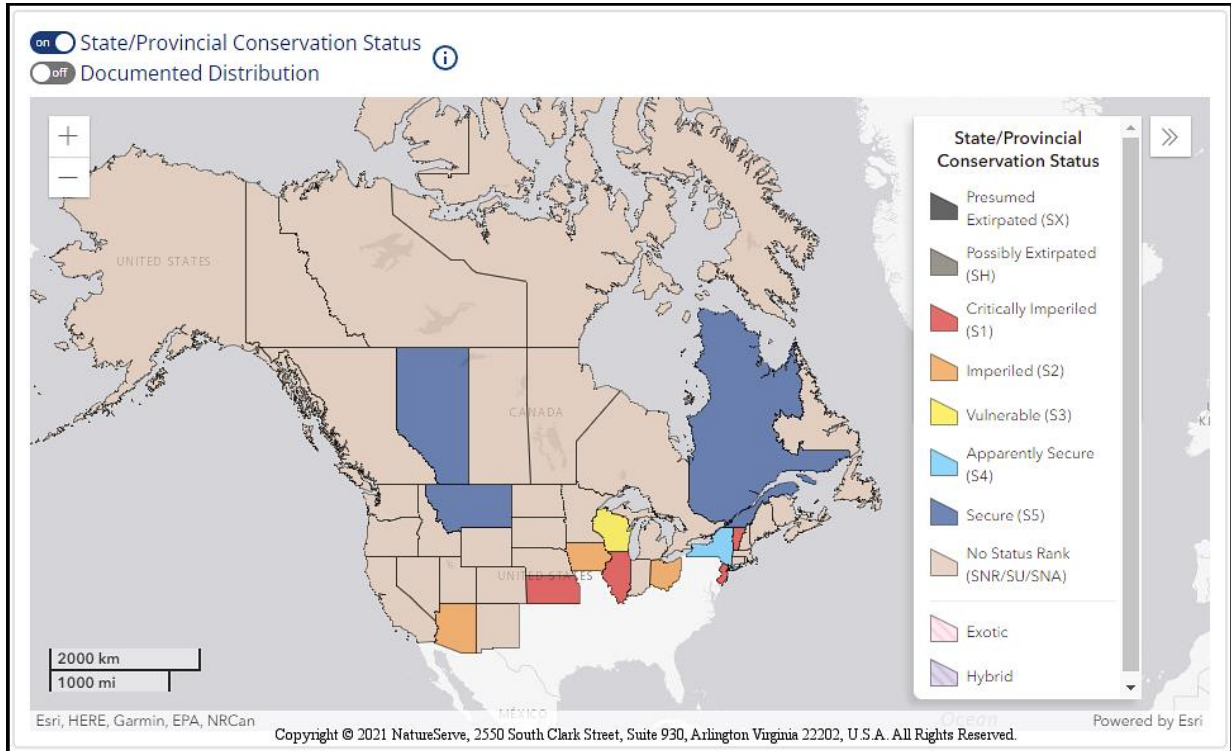 on State/Provincial Conservation Status
off Documented Distribution
+
−
UNITED STATES
CANADA
UNITED STATES
MÉXICO
Ocean
State/Provincial
Conservation Status
Presumed
Extirpated (SX)
Possibly Extirpated
(SH)
Critically Imperiled
(S1)
Imperiled (S2)
Vulnerable (S3)
Apparently Secure
(S4)
Secure (S5)
No Status Rank
(SNR/SU/SNA)
Exotic
Hybrid
2000 km
1000 mi
Esri, HERE, Garmin, EPA, NRCan
Powered by Esri
Copyright © 2021 NatureServe, 2550 South Clark Street, Suite 930, Arlington Virginia 22202, U.S.A. All Rights Reserved.